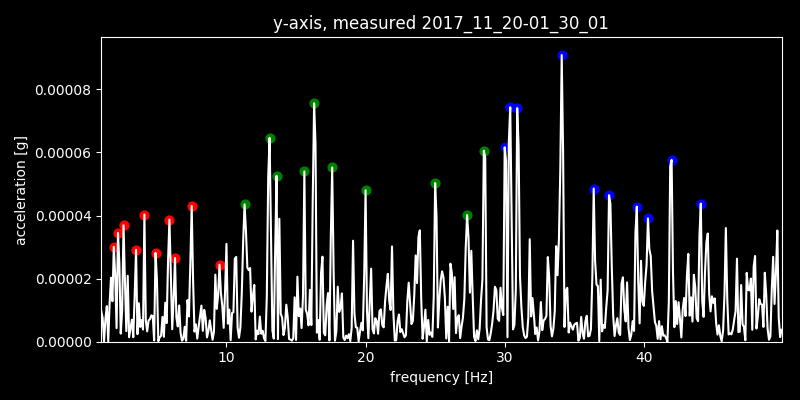 y-axis, measured 2017_11_20-01_30_01
0.00008
0.00006
0.00004
0.00002
0.00000
acceleration [g]
10 20 30 40
frequency [Hz]